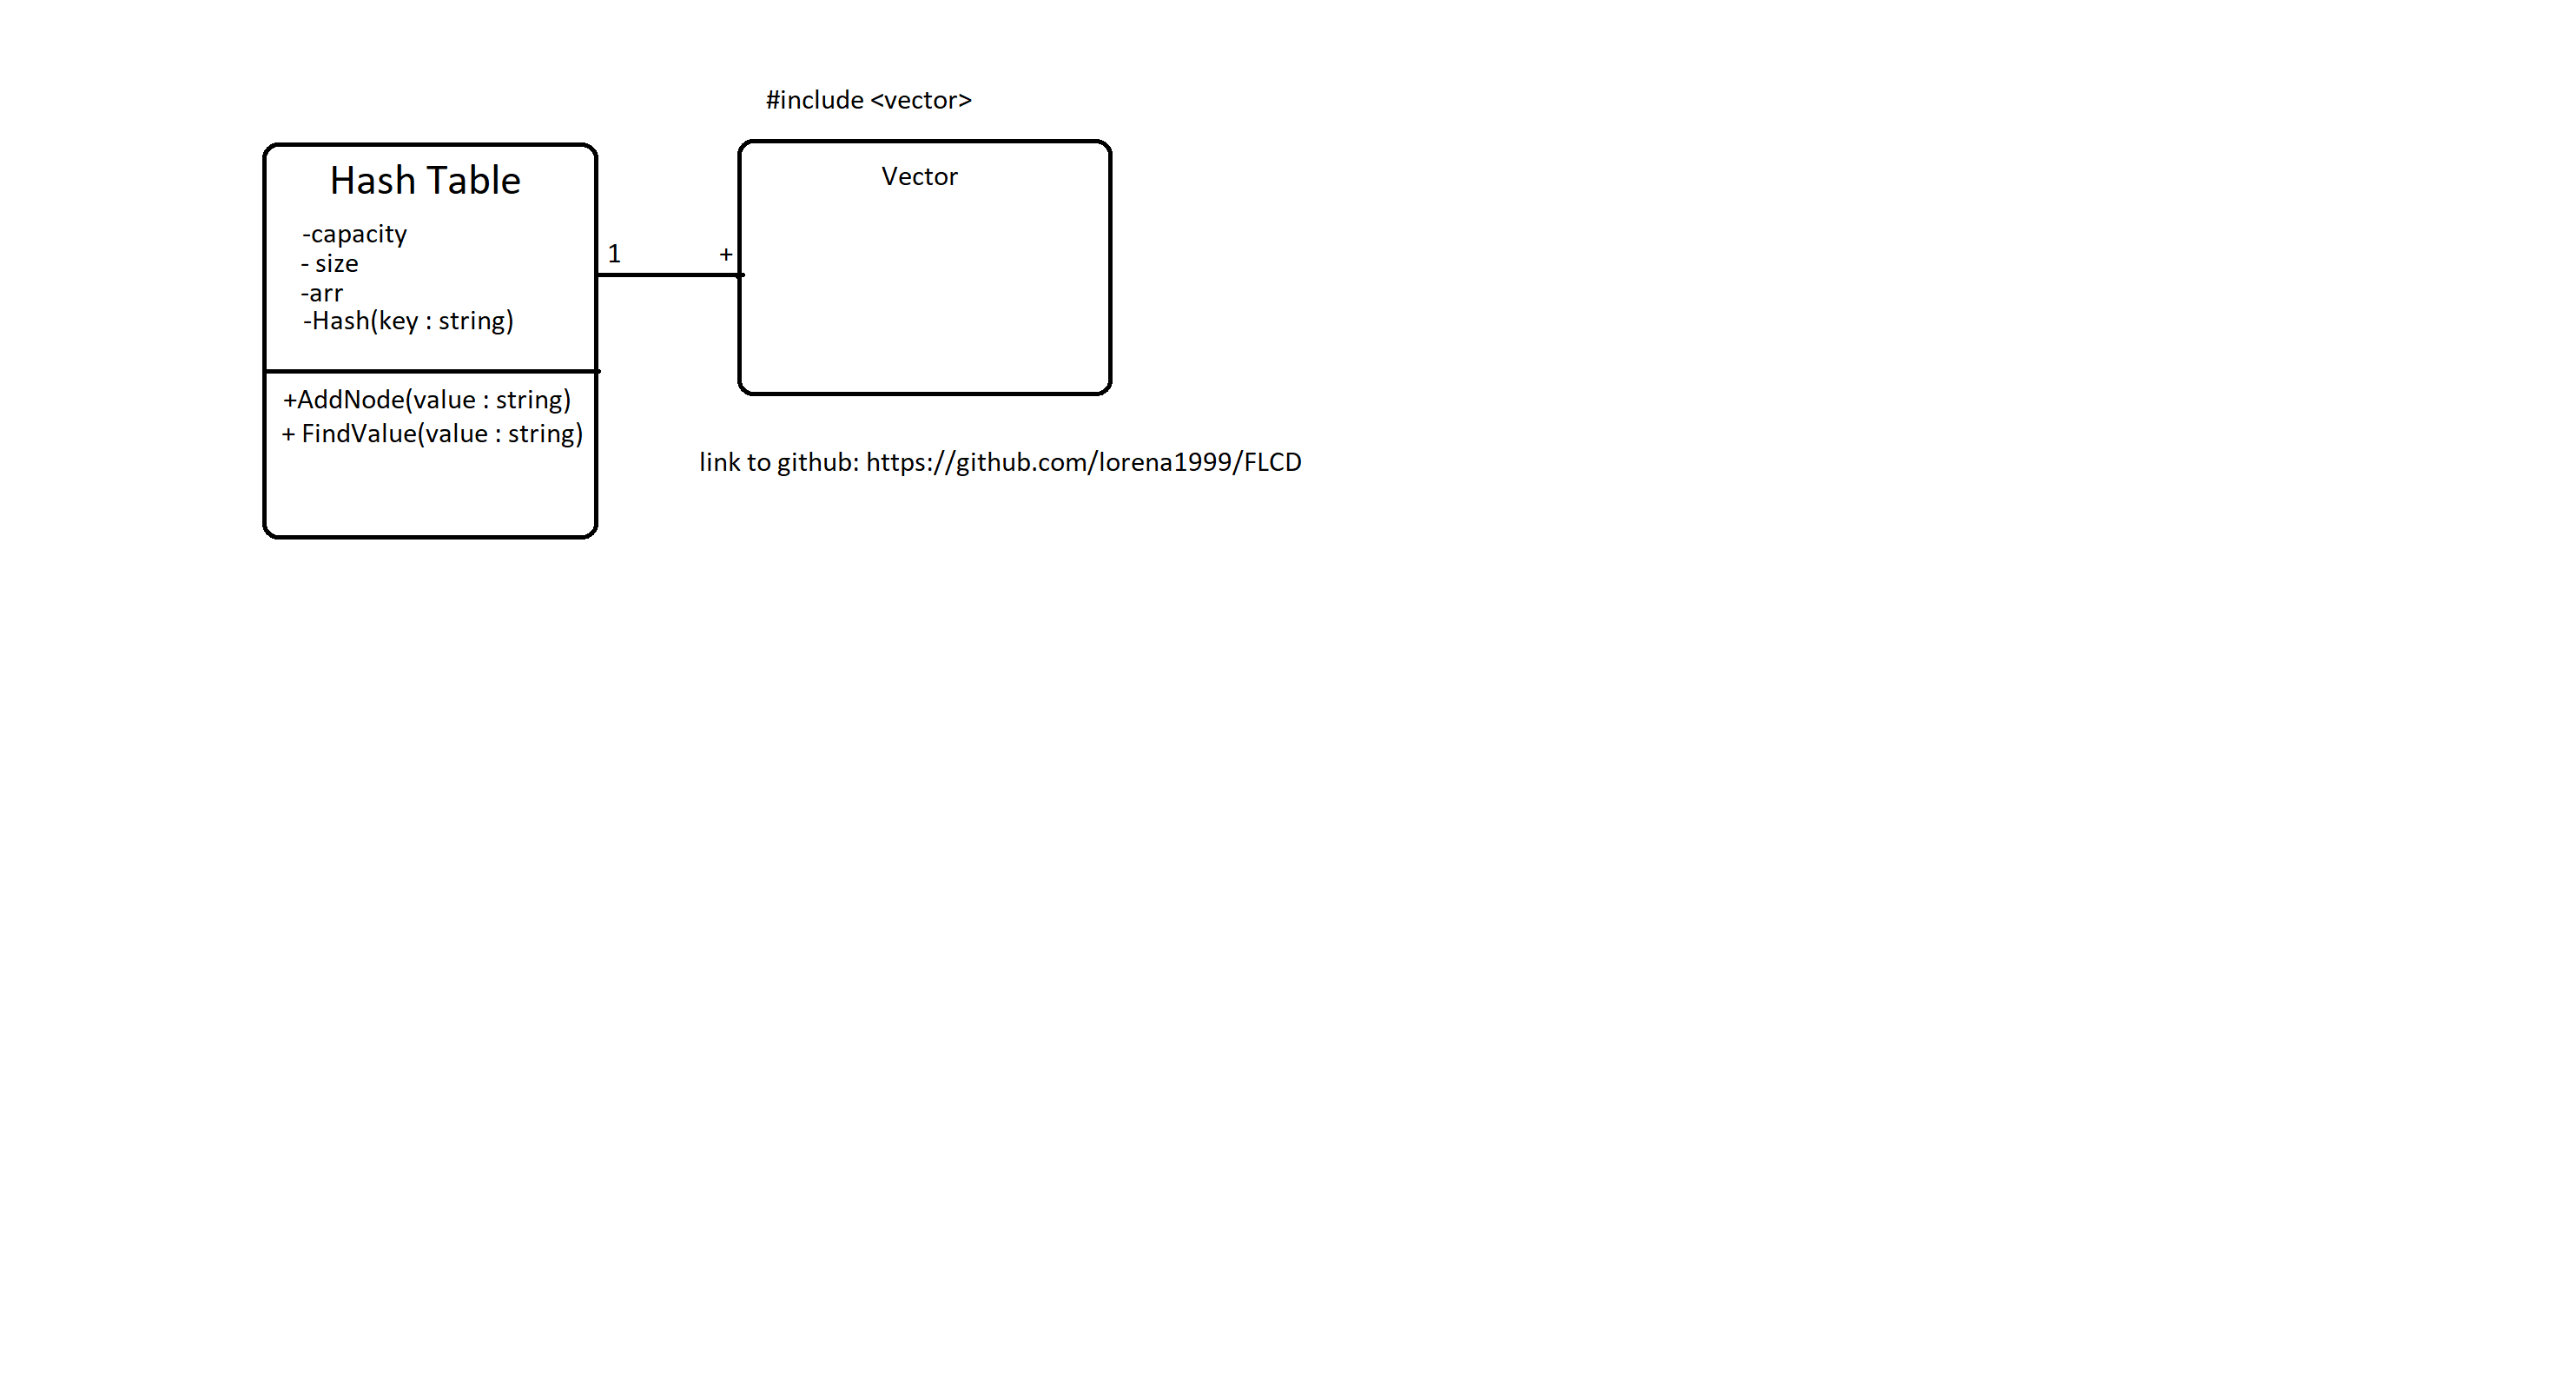 #include <vector>
Hash Table
-capacity
- size
-arr
-Hash(key : string)
+AddNode(value : string)
+ FindValue(value : string)
1
+
Vector
link to github: https://github.com/lorena1999/FLCD